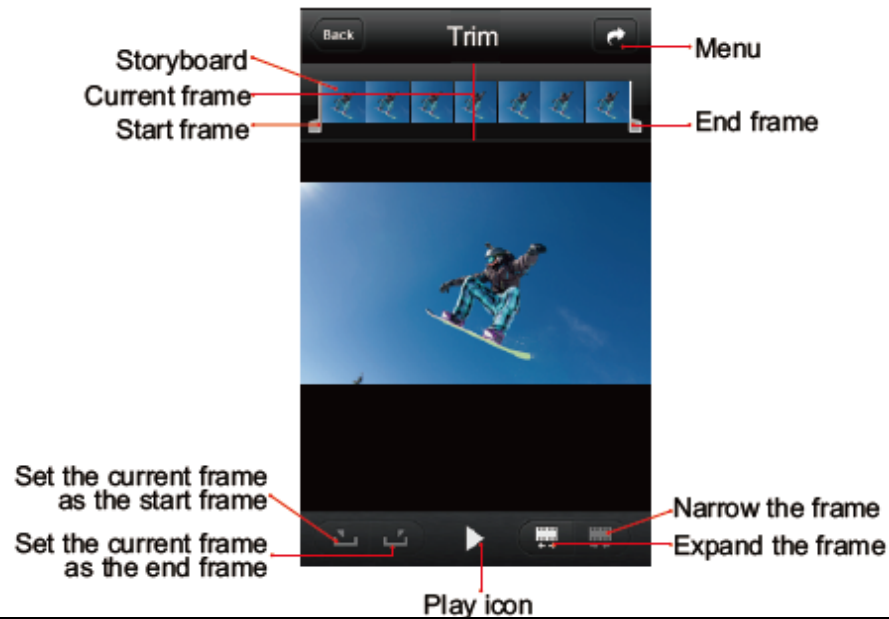 Back
Trim
Menu
Storyboard
Current frame
Start frame
End frame
Set the current frame
as the start frame
Set the current frame
as the end frame
Narrow the frame
Expand the frame
Play icon